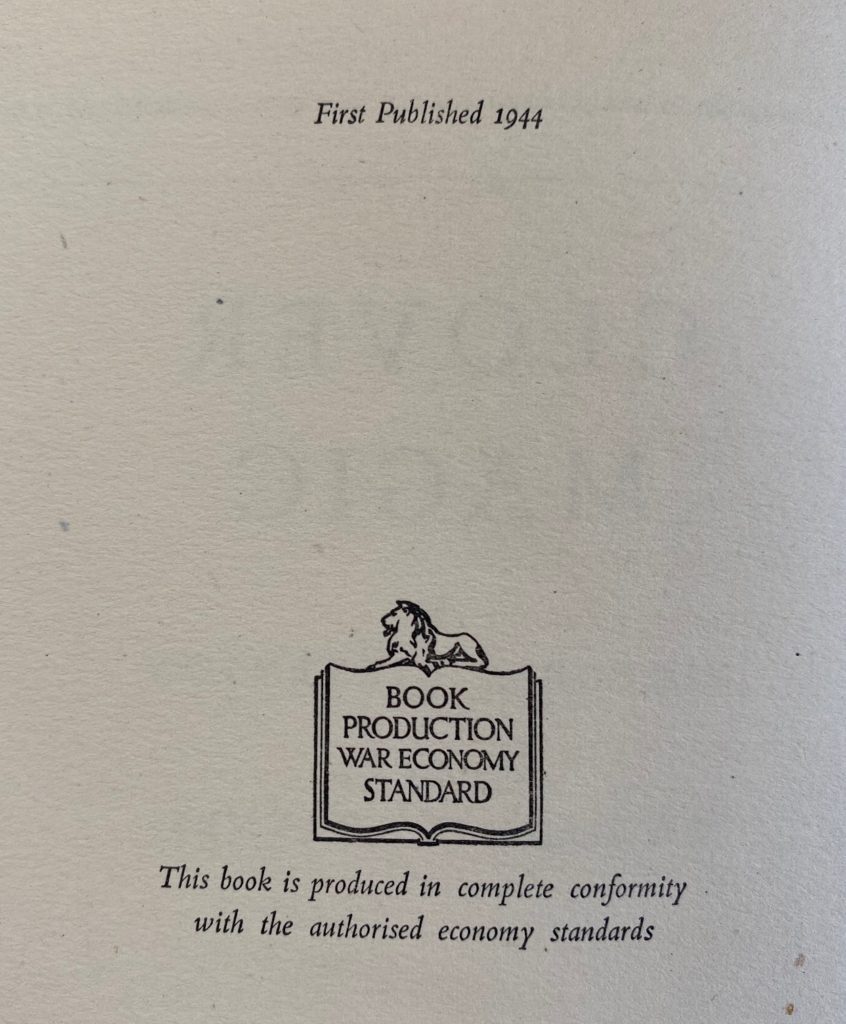 First Published 1944
BOOK
PRODUCTION
WAR ECONOMY
STANDARD
This book is produced in complete conformity
with the authorised economy standards